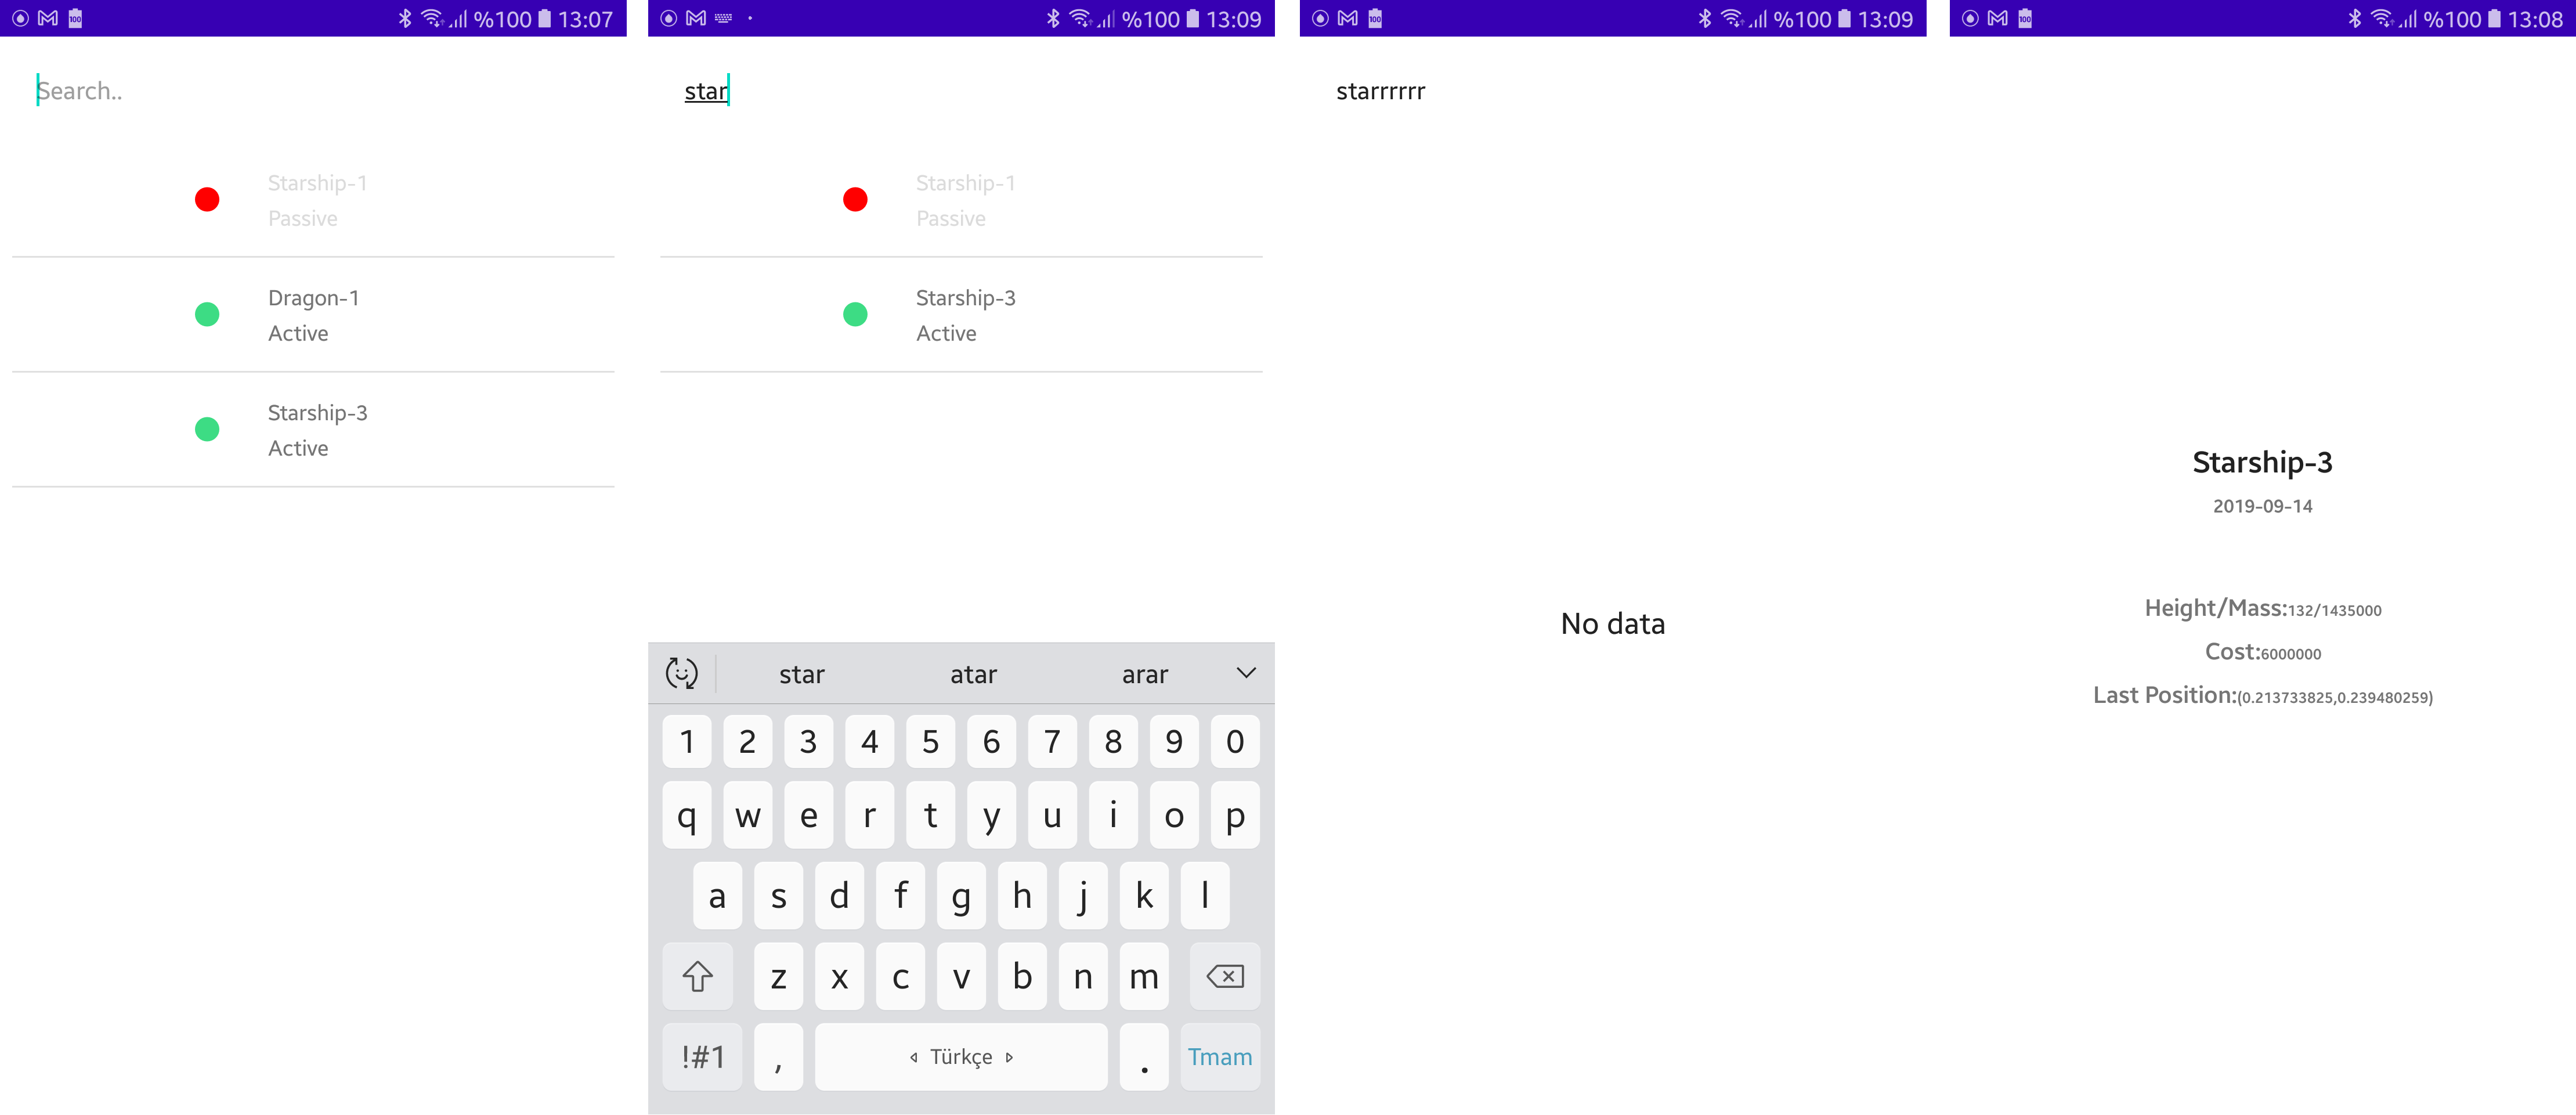 %100 13:07
Search..
Starship-1
Passive
Dragon-1
Active
Starship-3
Active
%100 13:09
star
Starship-1
Passive
Starship-3
Active
star atar arar
1 2 3 4 5 6 7 8 9 0
q w e r t y u i o p
a s d f g h j k l
z x c v b n m
!#1 , Türkçe . Tmam
100 %100 13:09
starrrrrr
No data
100 %100 13:08
Starship-3
2019-09-14
Height/Mass:132/1435000
Cost:6000000
Last Position:(0.213733825,0.239480259)